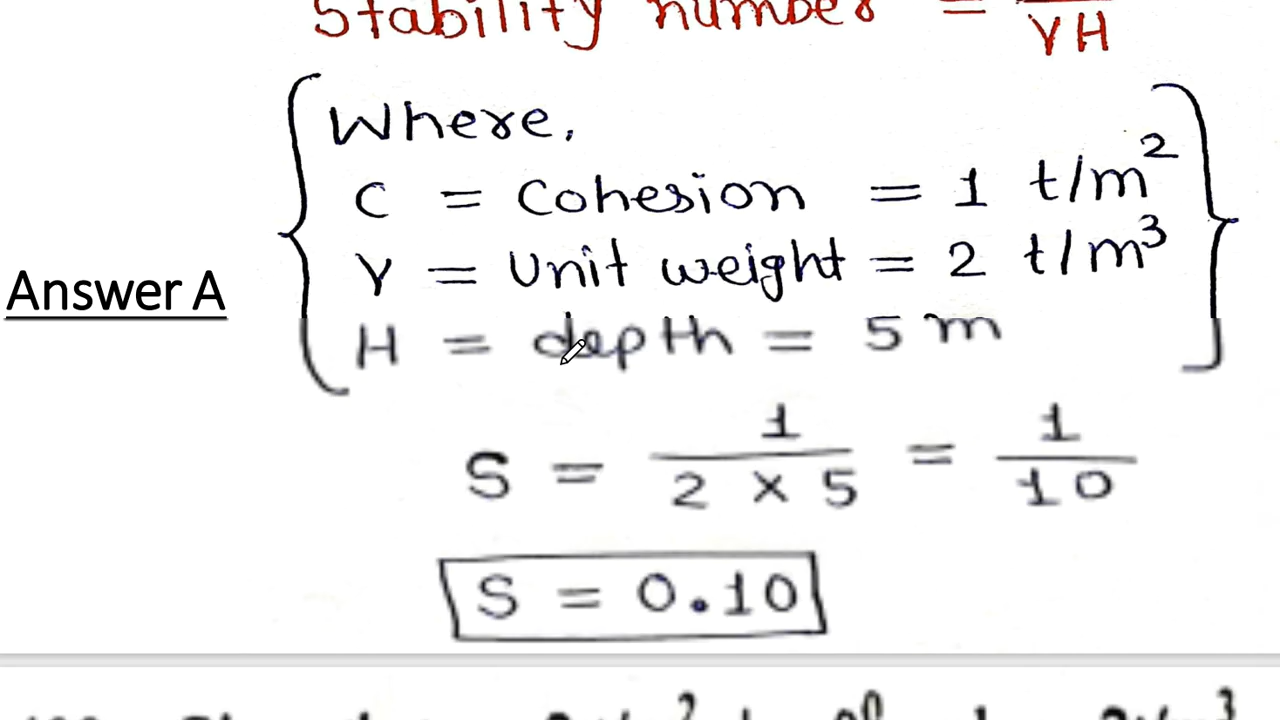 Stability number = / γH
Where,
C = Cohesion = 1 t/m²
γ = Unit weight = 2 t/m³
Answer A
H = depth = 5 m
S = 1 / 2 × 5 = 1 / 10
S = 0.10